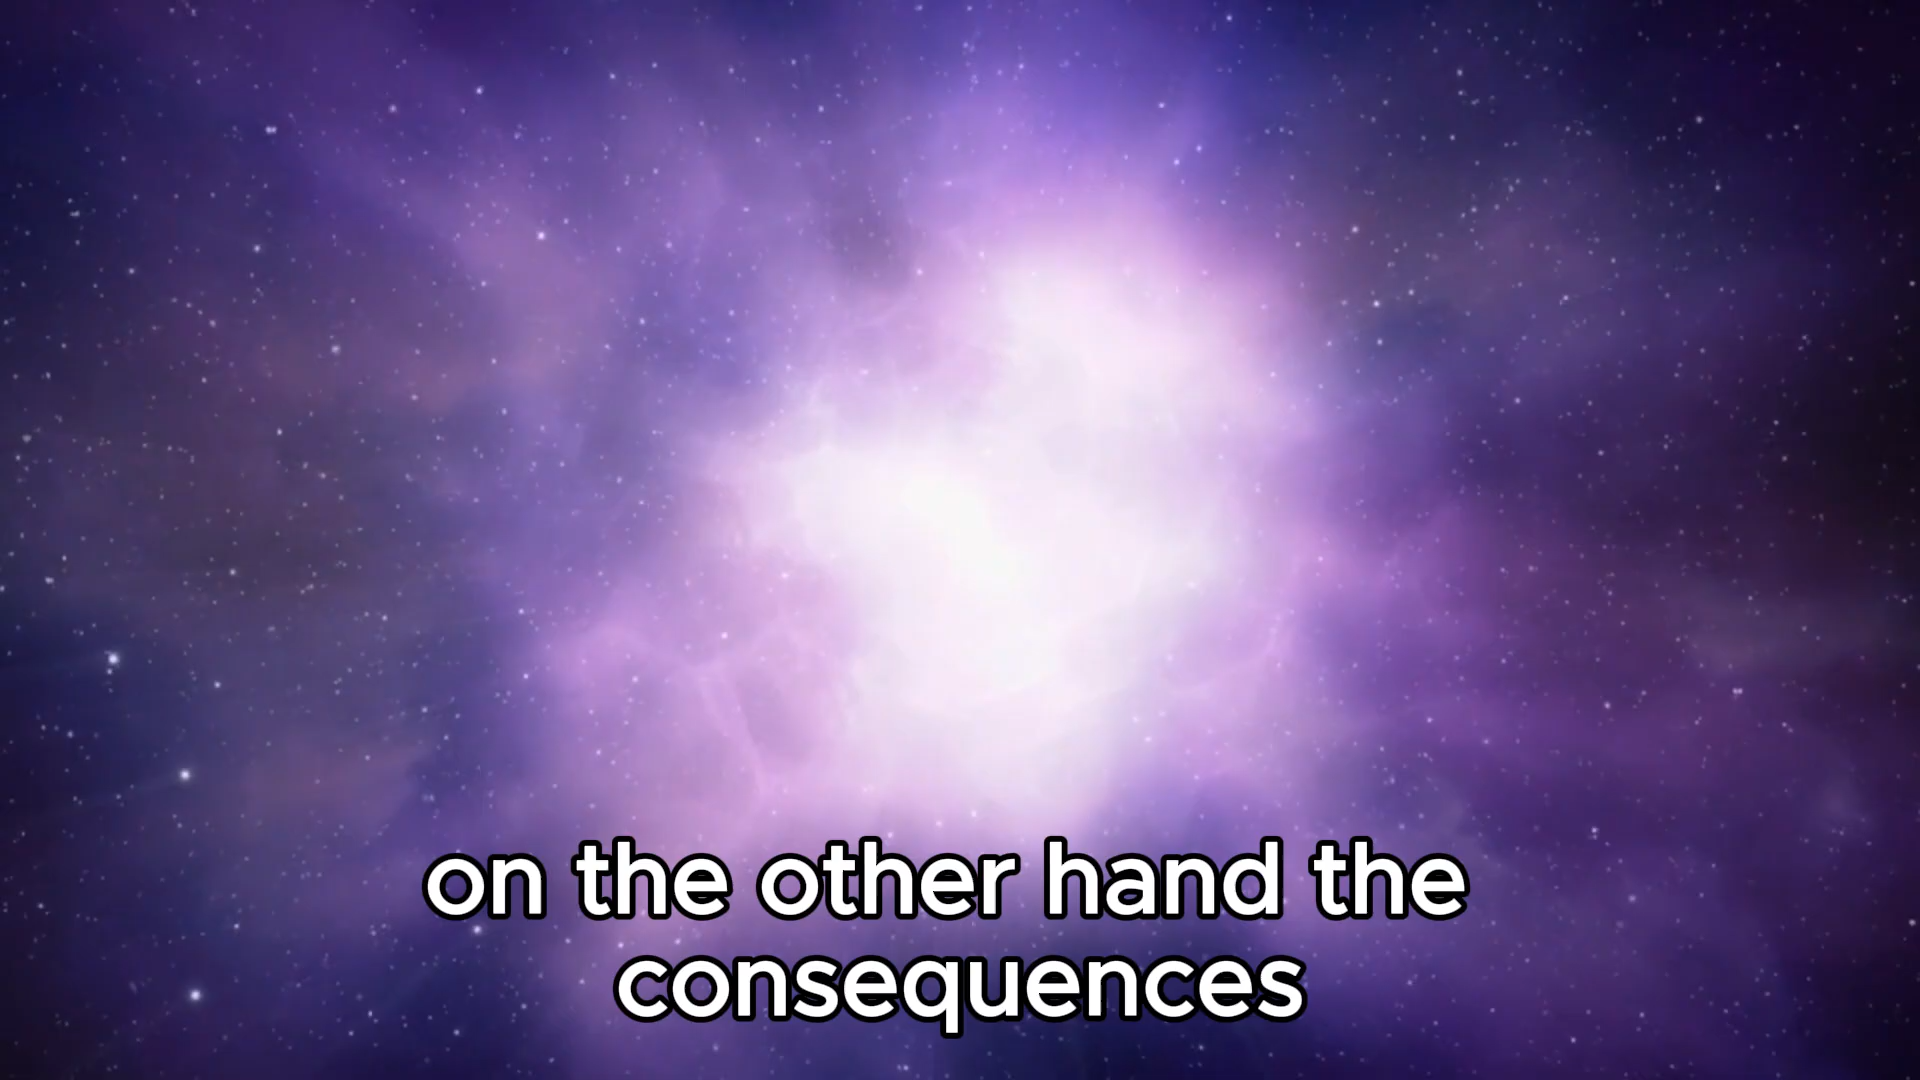 on the other hand the
consequences